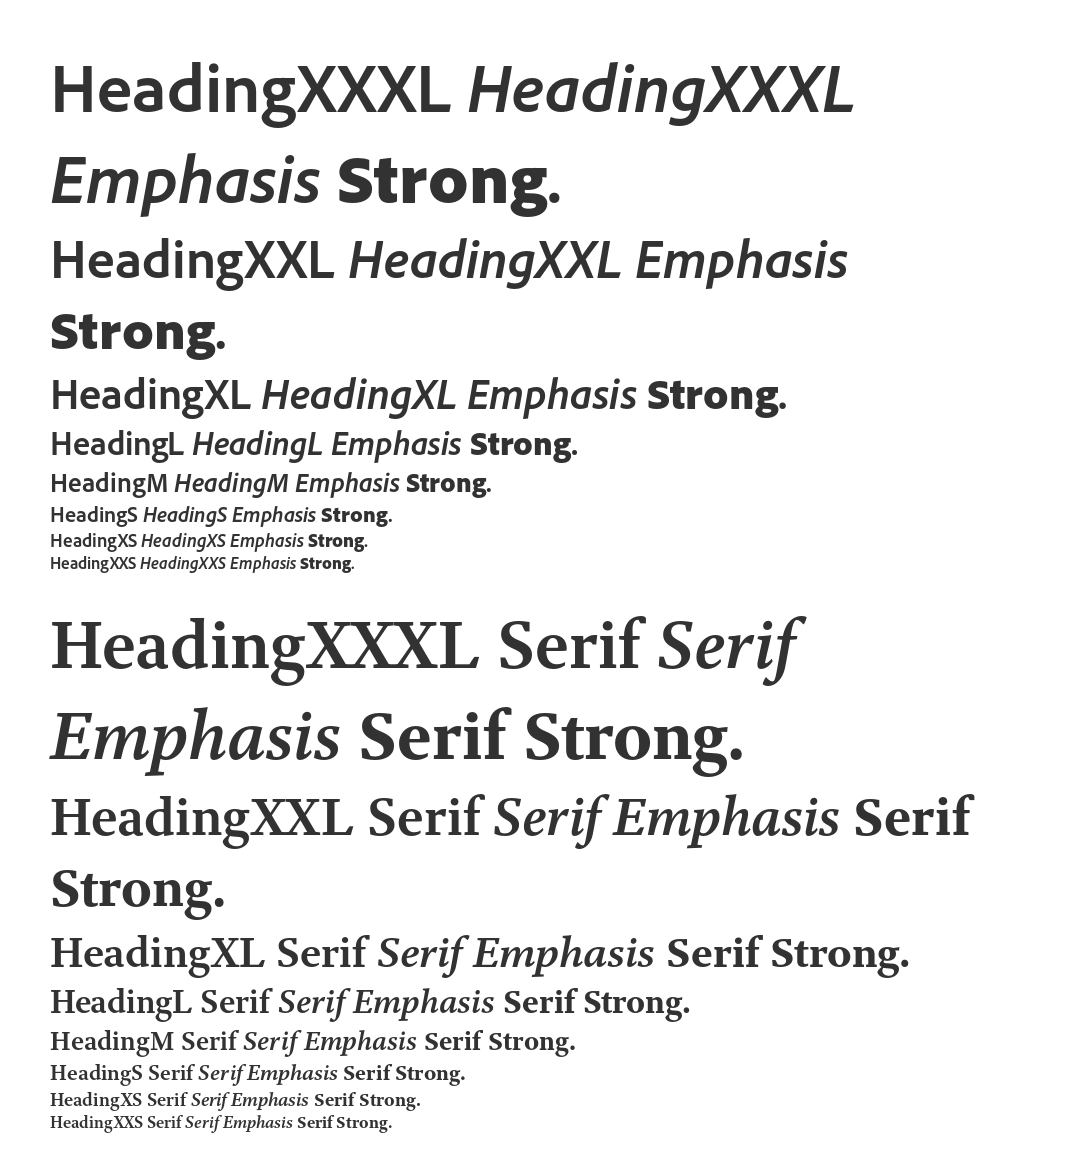 HeadingXXXL HeadingXXXL
Emphasis Strong.
HeadingXXL HeadingXXL Emphasis
Strong.
HeadingXL HeadingXL Emphasis Strong.
HeadingL HeadingL Emphasis Strong.
HeadingM HeadingM Emphasis Strong.
HeadingS HeadingS Emphasis Strong.
HeadingXS HeadingXS Emphasis Strong.
HeadingXXS HeadingXXS Emphasis Strong.
HeadingXXXL Serif Serif
Emphasis Serif Strong.
HeadingXXL Serif Serif Emphasis Serif
Strong.
HeadingXL Serif Serif Emphasis Serif Strong.
HeadingL Serif Serif Emphasis Serif Strong.
HeadingM Serif Serif Emphasis Serif Strong.
HeadingS Serif Serif Emphasis Serif Strong.
HeadingXS Serif Serif Emphasis Serif Strong.
HeadingXXS Serif Serif Emphasis Serif Strong.